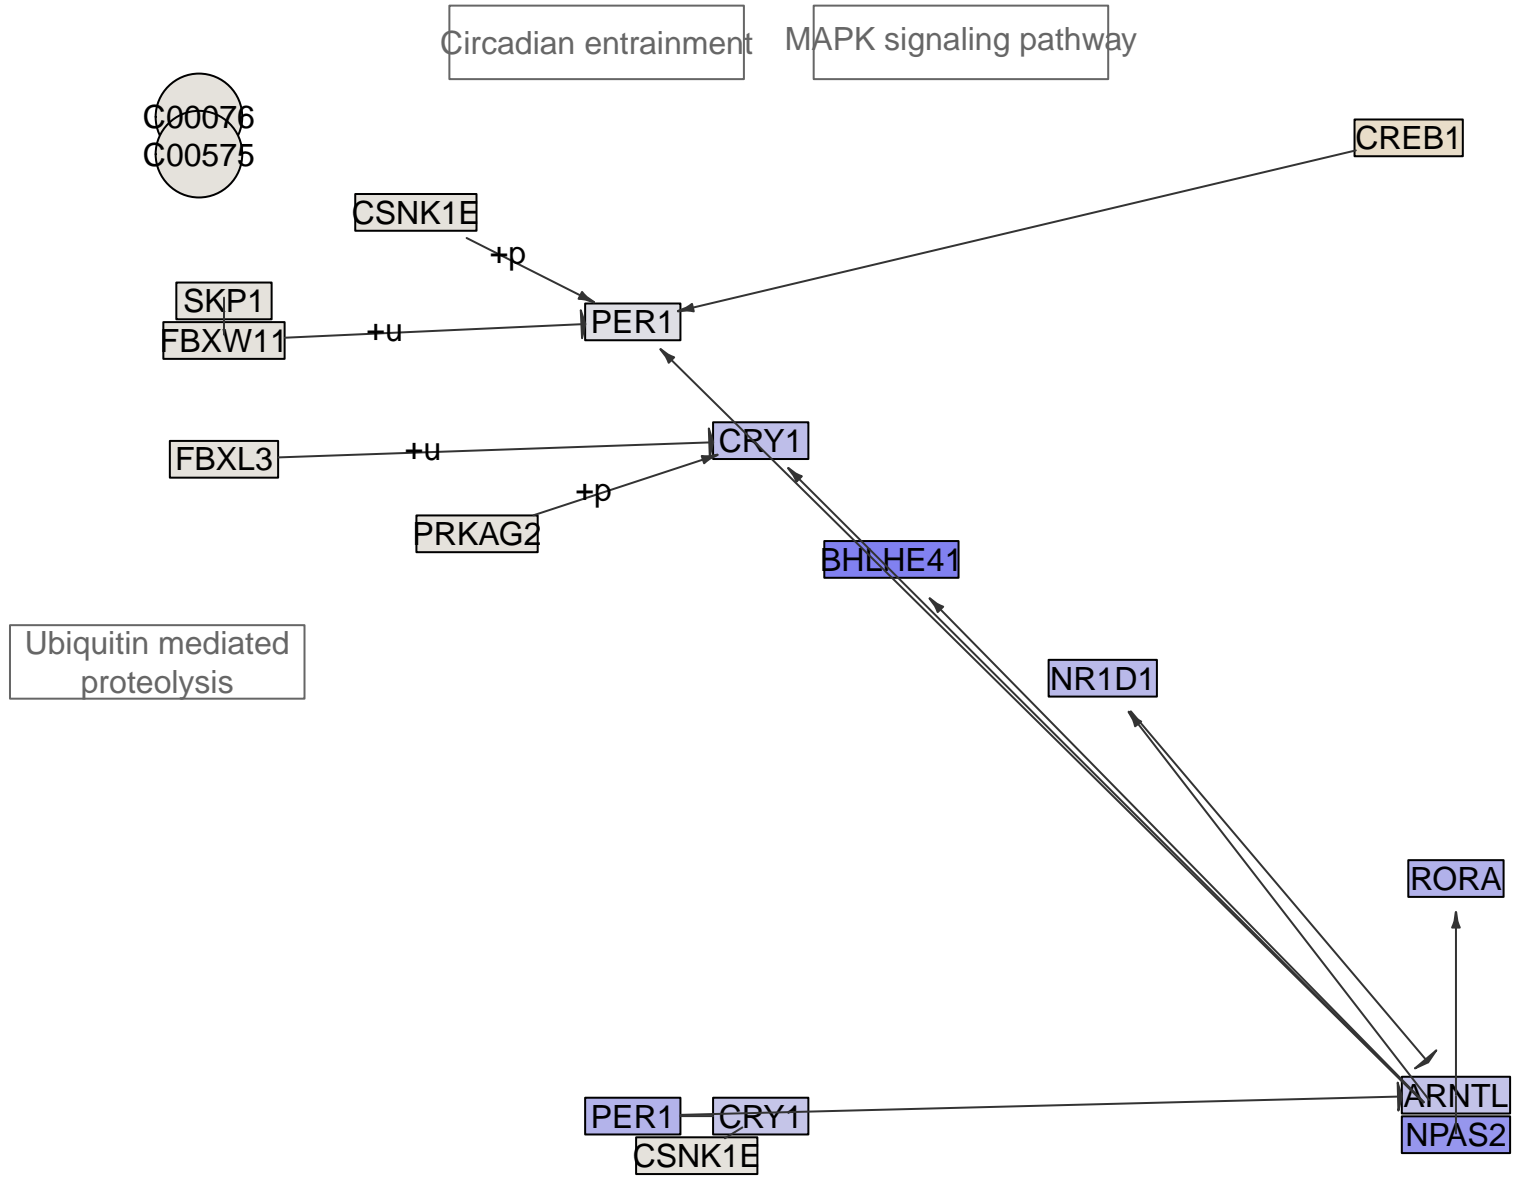 Circadian entrainment
MAPK signaling pathway
C00076
CREB1
C00575
CSNK1E
+p
SKP1
PER1
FBXW11
+u
CRY1
FBXL3
+u
+p
PRKAG2
BHLHE41
Ubiquitin mediated
proteolysis
NR1D1
RORA
ARNTL
PER1
CRY1
NPAS2
CSNK1E